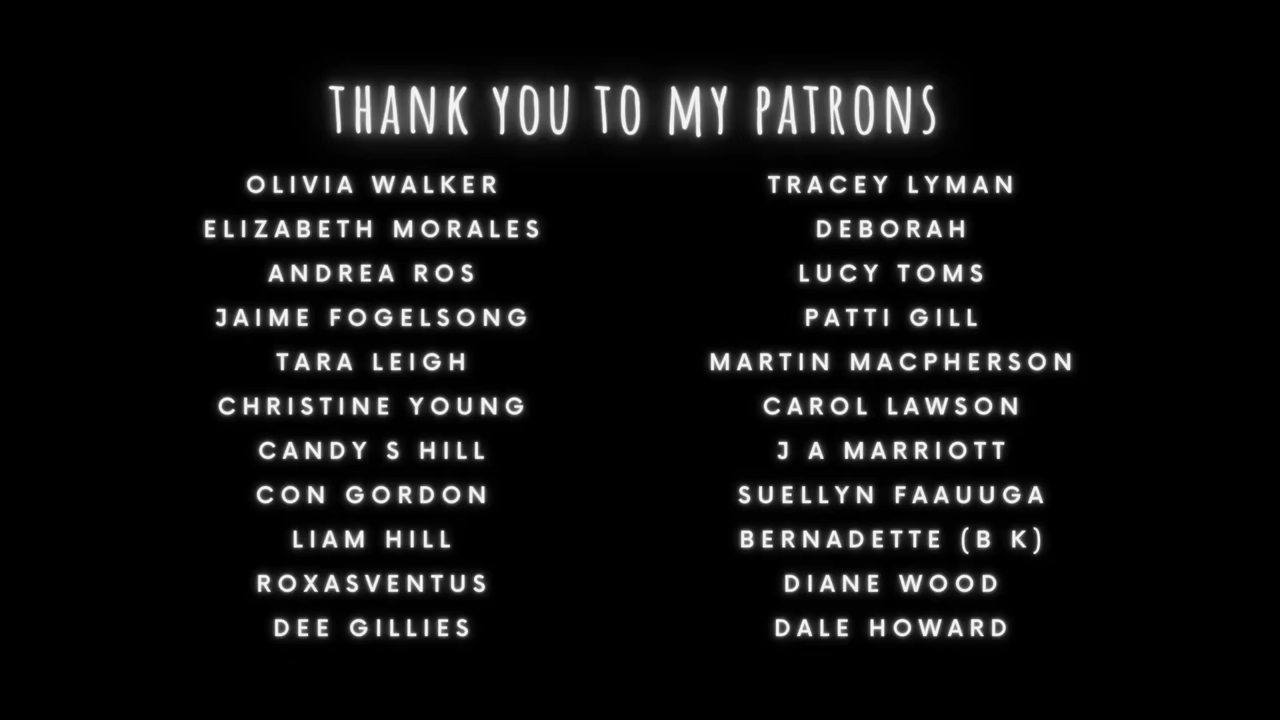 THANK YOU TO MY PATRONS
OLIVIA WALKER
ELIZABETH MORALES
ANDREA ROS
JAIME FOGELSONG
TARA LEIGH
CHRISTINE YOUNG
CANDY S HILL
CON GORDON
LIAM HILL
ROXASVENTUS
DEE GILLIES
TRACEY LYMAN
DEBORAH
LUCY TOMS
PATTI GILL
MARTIN MACPHERSON
CAROL LAWSON
J A MARRIOTT
SUELLYN FAAUUGA
BERNADETTE (B K)
DIANE WOOD
DALE HOWARD